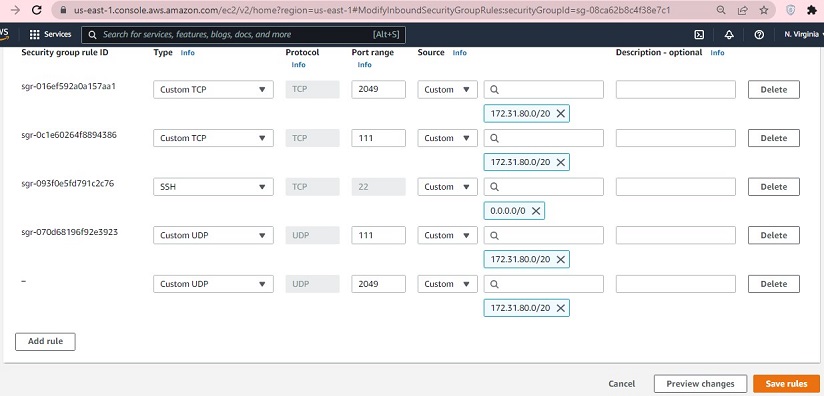 us-east-1.console.aws.amazon.com/ec2/v2/home?region=us-east-1#ModifyInboundSecurityGroupRules:securityGroupId=sg-08ca62b8c4f38e7c1
Services Search for services, features, blogs, docs, and more [Alt+S] N. Virginia
Security group rule ID Type Info Protocol Info Port range Info Source Info Description - optional Info
sgr-016ef592a0a157aa1 Custom TCP TCP 2049 Custom Delete
172.31.80.0/20
sgr-0c1e60264f8894386 Custom TCP TCP 111 Custom Delete
172.31.80.0/20
sgr-093f0e5fd791c2c76 SSH TCP 22 Custom Delete
0.0.0.0/0
sgr-070d68196f92e3923 Custom UDP UDP 111 Custom Delete
172.31.80.0/20
– Custom UDP UDP 2049 Custom Delete
172.31.80.0/20
Add rule
Cancel Preview changes Save rules